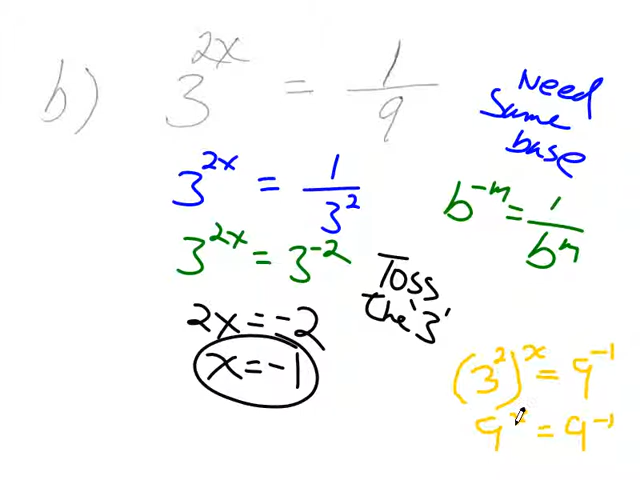 b) 3^{2x} = 1/9
Need
Same
base
3^{2x} = 1/3^2
b^{-m} = 1/b^m
3^{2x} = 3^{-2}
Toss
the '3'
2x = -2
x = -1
(3^2)^x = 9^{-1}
9^x = 9^{-1}